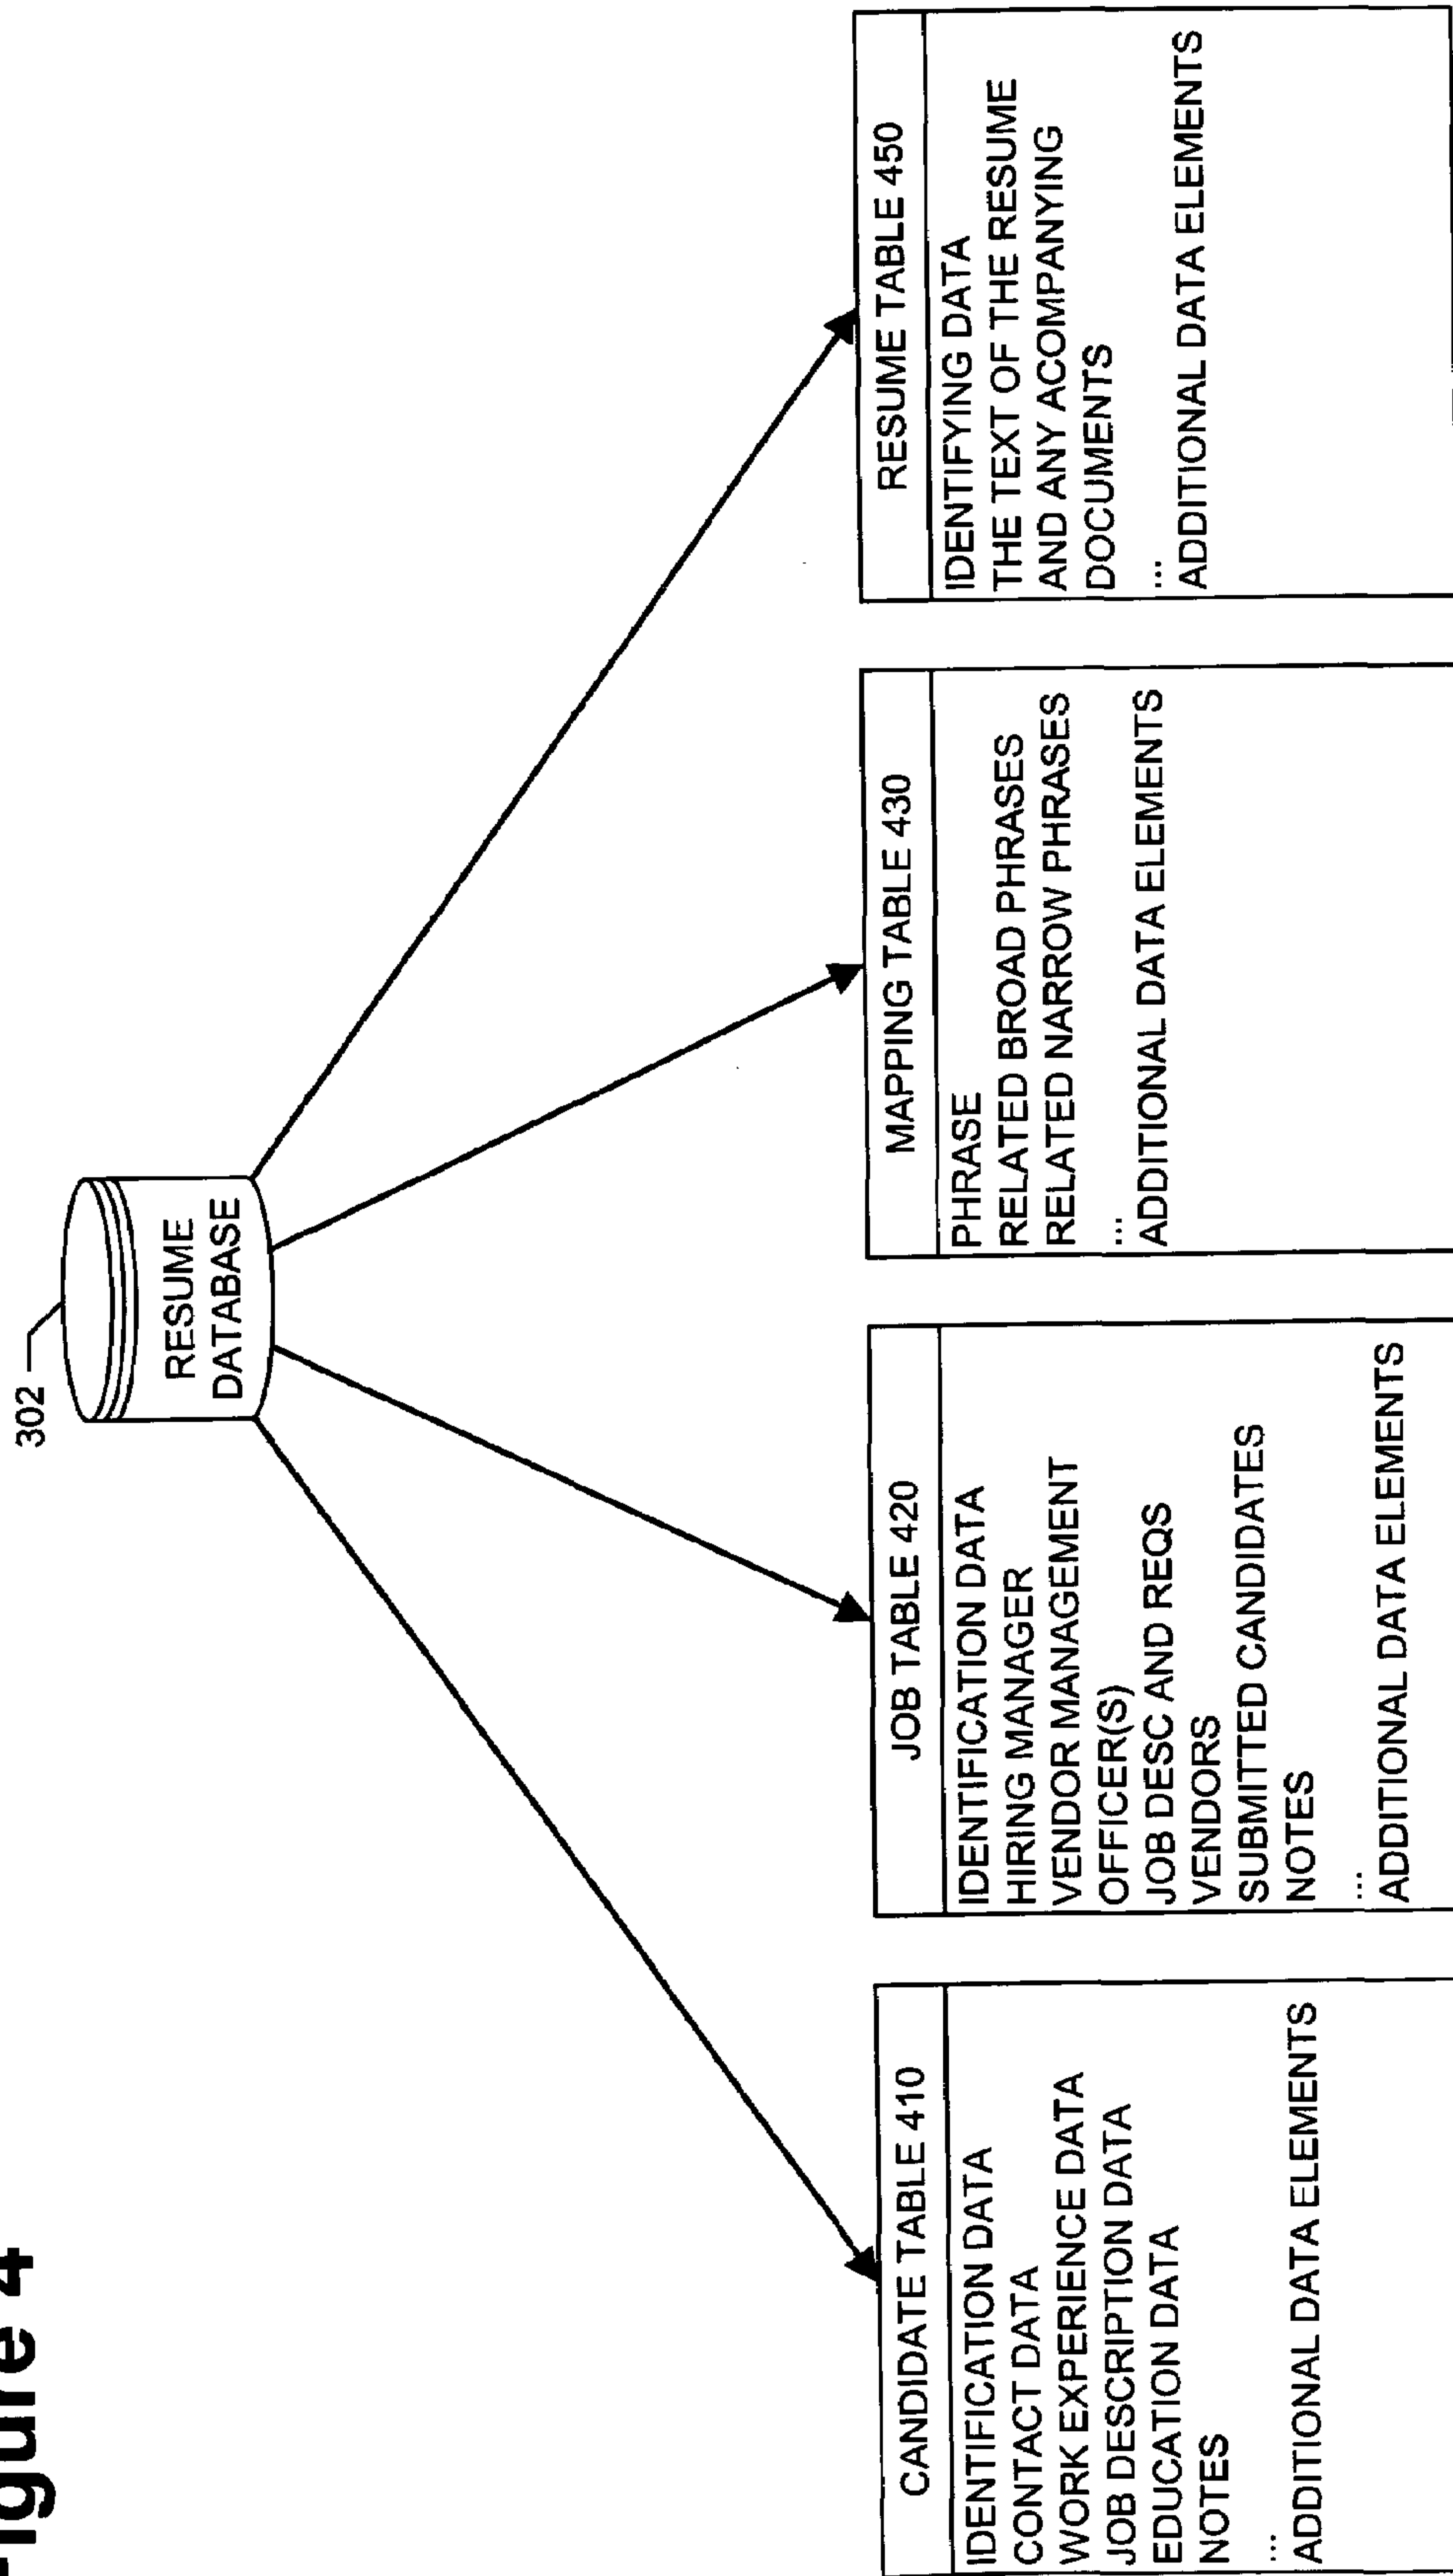 Figure 4
302
RESUME
DATABASE
CANDIDATE TABLE 410
IDENTIFICATION DATA
CONTACT DATA
WORK EXPERIENCE DATA
JOB DESCRIPTION DATA
EDUCATION DATA
NOTES
...
ADDITIONAL DATA ELEMENTS
JOB TABLE 420
IDENTIFICATION DATA
HIRING MANAGER
VENDOR MANAGEMENT
OFFICER(S)
JOB DESC AND REQS
VENDORS
SUBMITTED CANDIDATES
NOTES
...
ADDITIONAL DATA ELEMENTS
MAPPING TABLE 430
PHRASE
RELATED BROAD PHRASES
RELATED NARROW PHRASES
...
ADDITIONAL DATA ELEMENTS
RESUME TABLE 450
IDENTIFYING DATA
THE TEXT OF THE RESUME
AND ANY ACOMPANYING
DOCUMENTS
...
ADDITIONAL DATA ELEMENTS